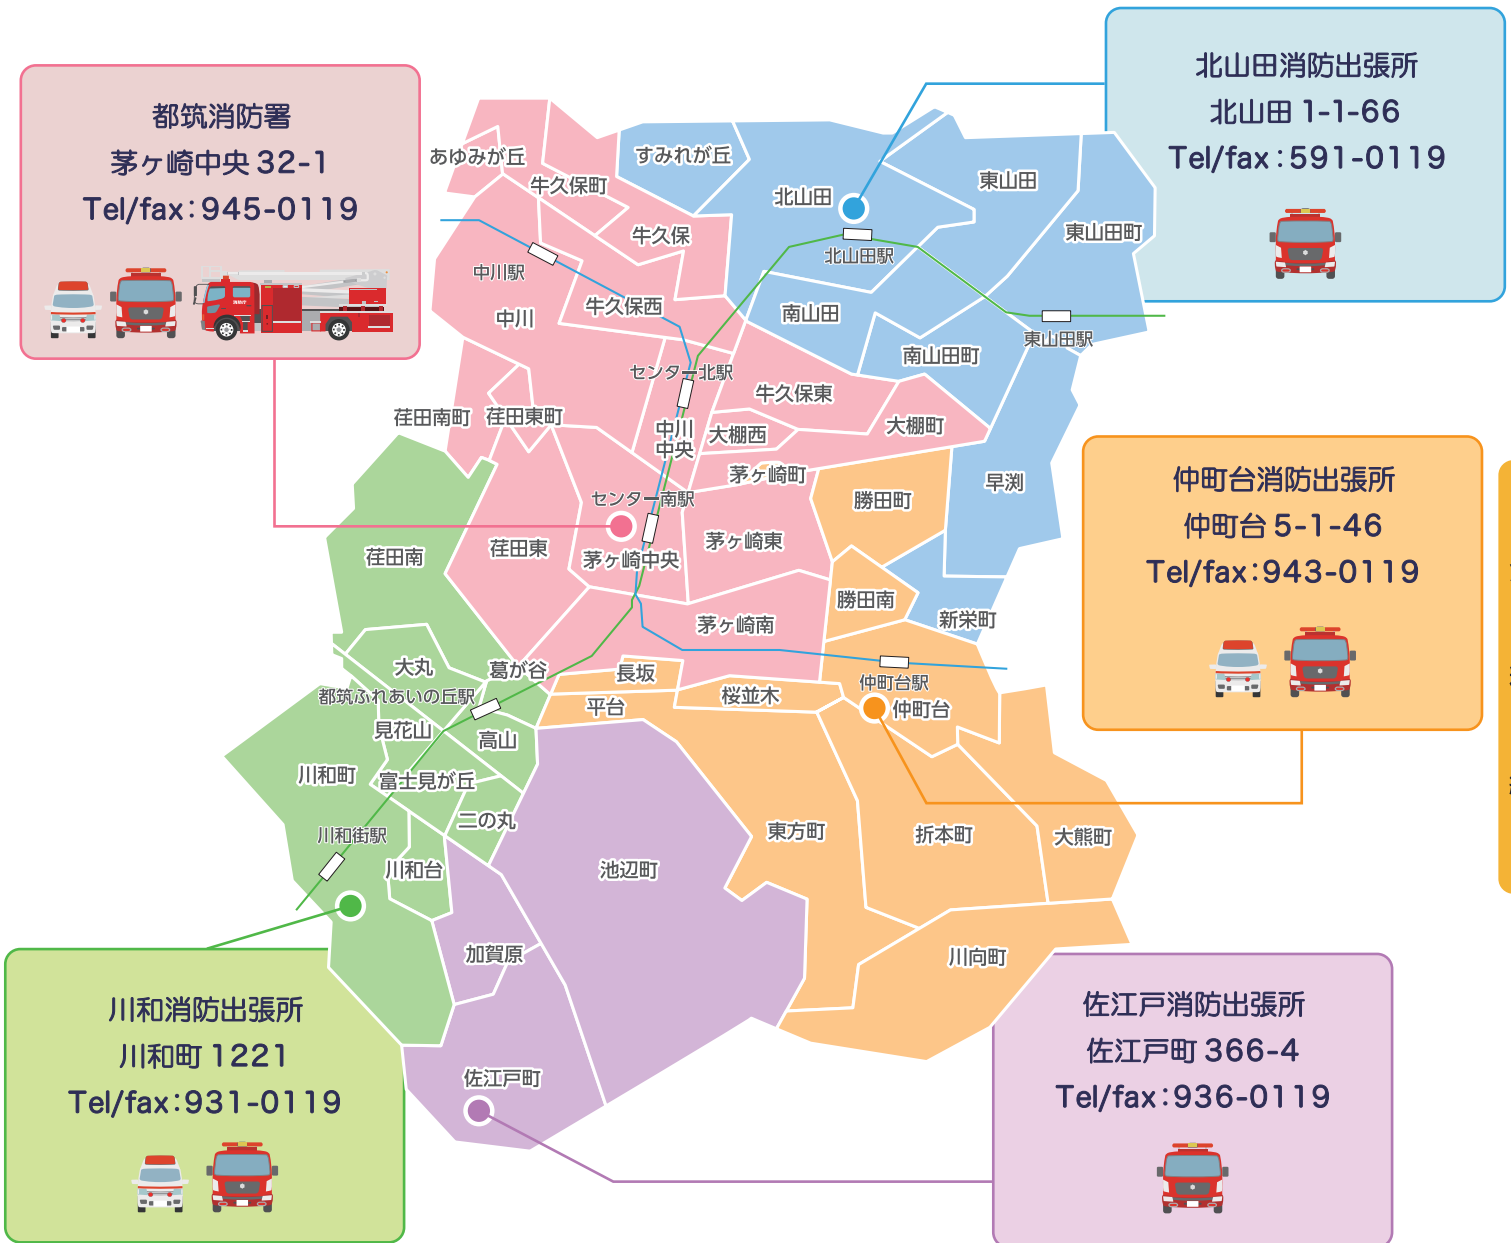 北山田消防出張所
北山田 1-1-66
Tel/fax：591-0119
都筑消防署
茅ヶ崎中央 32-1
Tel/fax：945-0119
あゆみが丘
すみれが丘
牛久保町
北山田
東山田
牛久保
東山田町
北山田駅
中川駅
牛久保西
中川
南山田
東山田駅
南山田町
センター北駅
牛久保東
荏田南町
荏田東町
大棚町
中川
中央
大棚西
茅ヶ崎町
早渕
センター南駅
勝田町
荏田南
荏田東
茅ヶ崎東
茅ヶ崎中央
勝田南
新栄町
茅ヶ崎南
大丸
葛が谷
長坂
仲町台駅
都筑ふれあいの丘駅
桜並木
平台
仲町台
見花山
高山
川和町
富士見が丘
二の丸
東方町
折本町
大熊町
川和街駅
川和台
池辺町
加賀原
川向町
佐江戸町
仲町台消防出張所
仲町台 5-1-46
Tel/fax：943-0119
川和消防出張所
川和町 1221
Tel/fax：931-0119
佐江戸消防出張所
佐江戸町 366-4
Tel/fax：936-0119